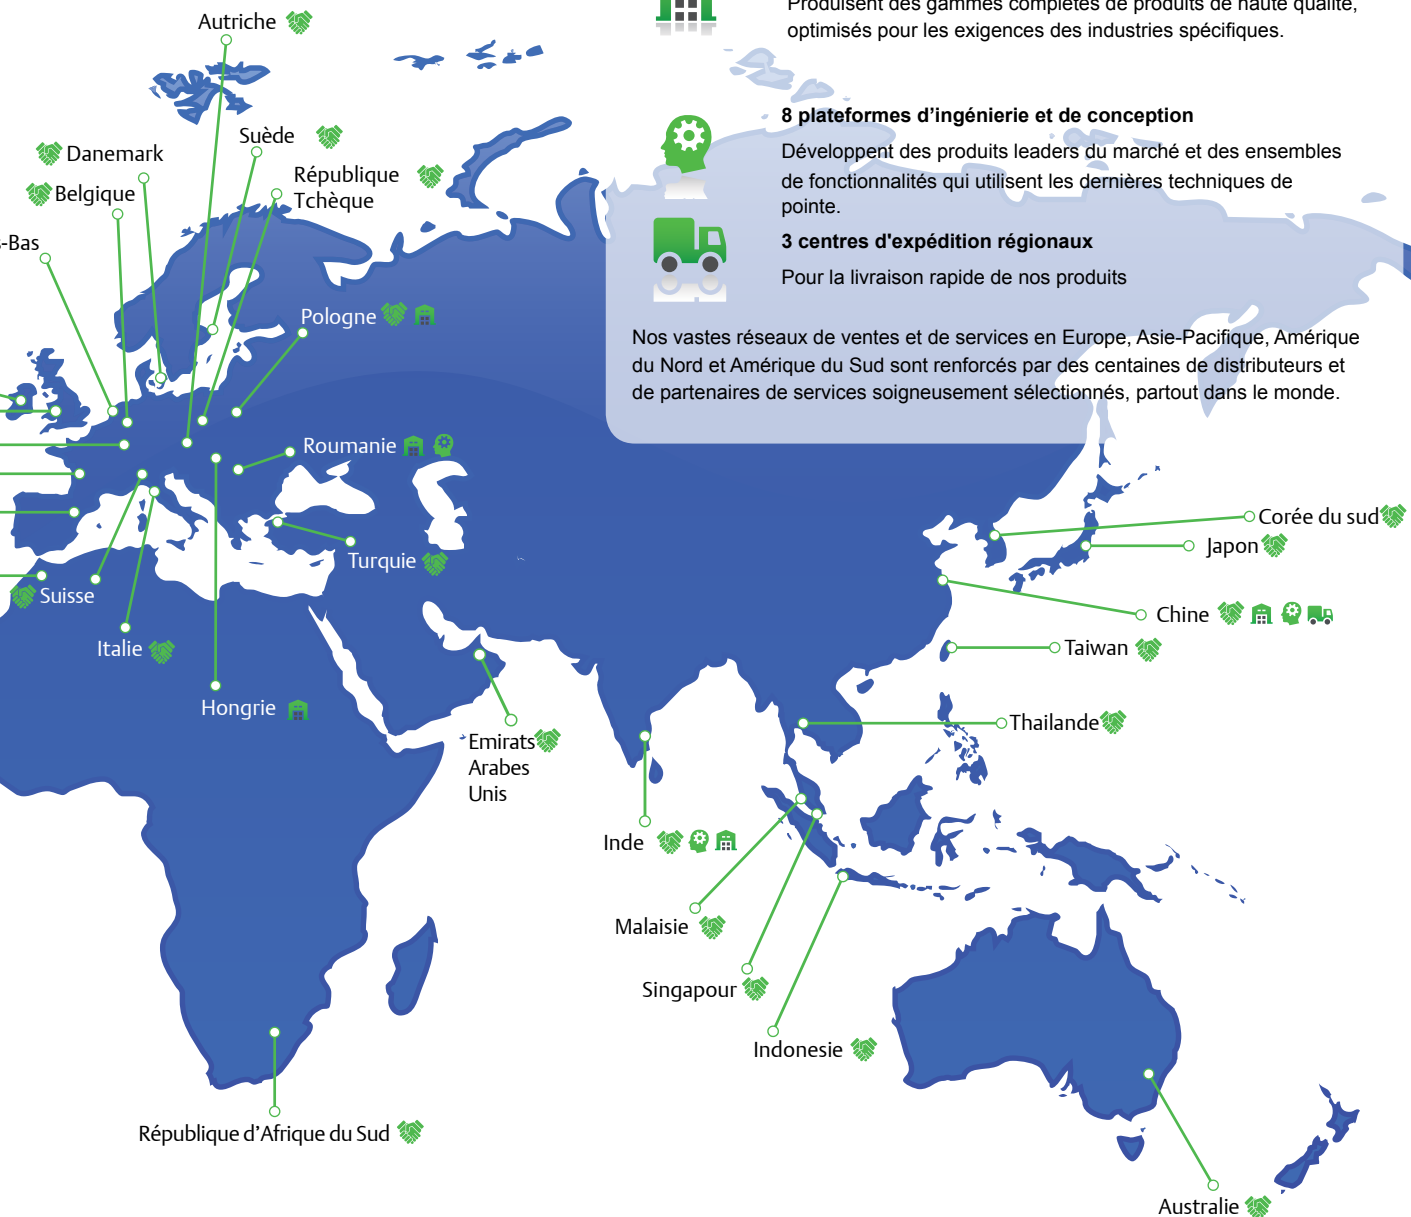 Produisent des gammes complètes de produits de haute qualité,
optimisés pour les exigences des industries spécifiques.
8 plateformes d’ingénierie et de conception
Développent des produits leaders du marché et des ensembles
de fonctionnalités qui utilisent les dernières techniques de
pointe.
3 centres d'expédition régionaux
Pour la livraison rapide de nos produits
Nos vastes réseaux de ventes et de services en Europe, Asie-Pacifique, Amérique
du Nord et Amérique du Sud sont renforcés par des centaines de distributeurs et
de partenaires de services soigneusement sélectionnés, partout dans le monde.
Autriche
Suède
Danemark
République
Tchèque
Belgique
s-Bas
Pologne
Roumanie
Turquie
Suisse
Italie
Hongrie
Emirats
Arabes
Unis
Corée du sud
Japon
Chine
Taiwan
Thailande
Inde
Malaisie
Singapour
Indonesie
République d’Afrique du Sud
Australie